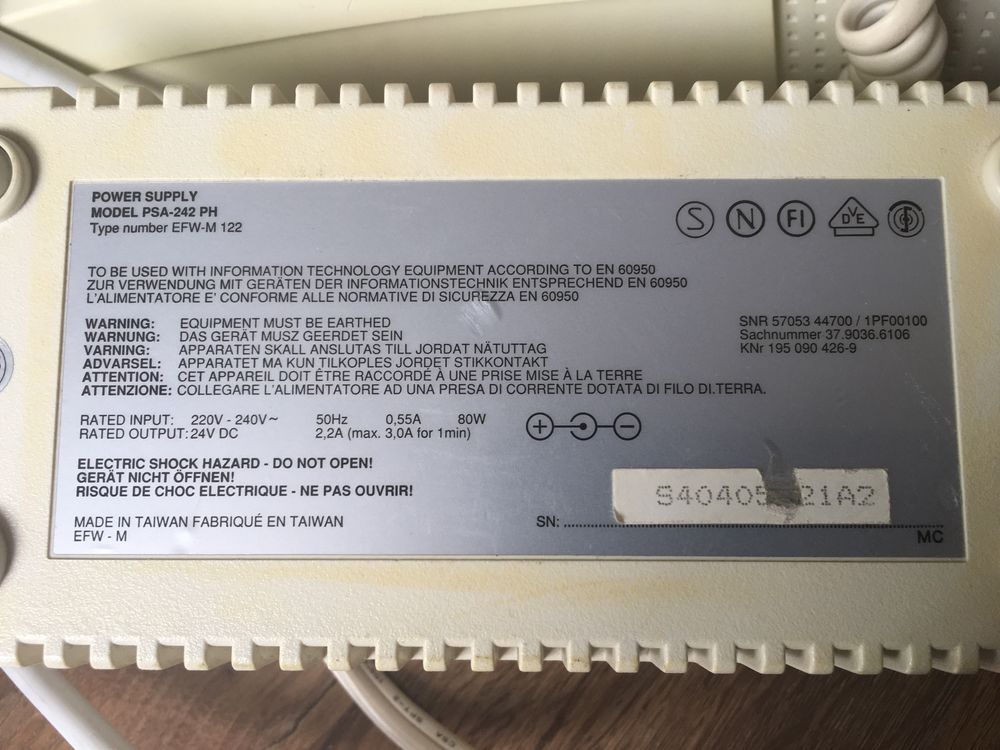 POWER SUPPLY
MODEL PSA-242 PH
Type number EFW-M 122
S N FI DVE
TO BE USED WITH INFORMATION TECHNOLOGY EQUIPMENT ACCORDING TO EN 60950
ZUR VERWENDUNG MIT GERÄTEN DER INFORMATIONSTECHNIK ENTSPRECHEND EN 60950
L'ALIMENTATORE E' CONFORME ALLE NORMATIVE DI SICUREZZA EN 60950
WARNING: EQUIPMENT MUST BE EARTHED
WARNUNG: DAS GERÄT MUSZ GEERDET SEIN
VARNING: APPARATEN SKALL ANSLUTAS TILL JORDAT NÄTUTTAG
ADVARSEL: APPARATET MA KUN TILKOPLES JORDET STIKKONTAKT
ATTENTION: CET APPAREIL DOIT ÊTRE RACCORDÉ À UNE PRISE MISE À LA TERRE
ATTENZIONE: COLLEGARE L'ALIMENTATORE AD UNA PRESA DI CORRENTE DOTATA DI FILO DI.TERRA.
SNR 57053 44700 / 1PF00100
Sachnummer 37.9036.6106
KNr 195 090 426-9
RATED INPUT: 220V - 240V~ 50Hz 0,55A 80W
RATED OUTPUT: 24V DC 2,2A (max. 3,0A for 1min)
ELECTRIC SHOCK HAZARD - DO NOT OPEN!
GERÄT NICHT ÖFFNEN!
RISQUE DE CHOC ELECTRIQUE - NE PAS OUVRIR!
MADE IN TAIWAN FABRIQUÉ EN TAIWAN
EFW - M
SN:
MC